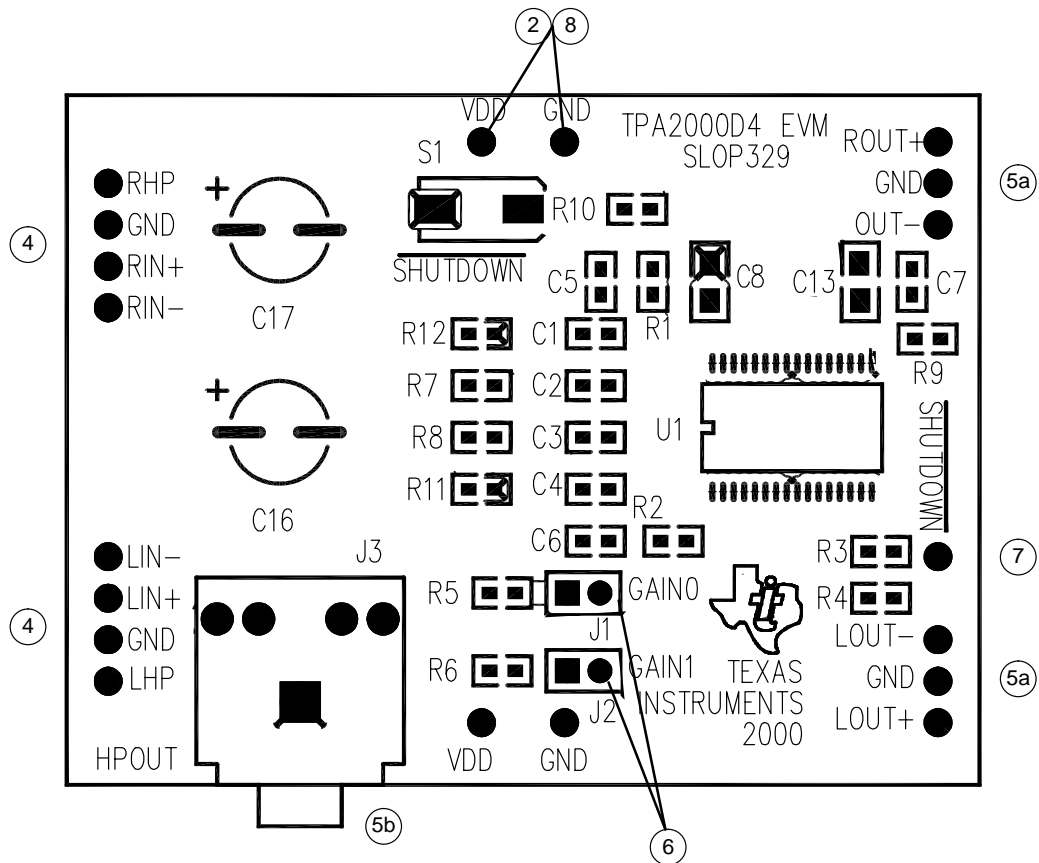 2 8
VDD GND
TPA2000D4 EVM
SLOP329
S1
ROUT+
RHP
+
R10
GND
5a
GND
OUT-
4
RIN+
SHUTDOWN
C5
C8
C13
C7
RIN-
C17
R12
C1
R1
R9
R7
C2
+
R8
C3
U1
SHUTDOWN
R11
C4
C16
R2
LIN-
J3
C6
R3
7
LIN+
R5
GAIN0
R4
4
GND
J1
LOUT-
LHP
R6
GAIN1
TEXAS
INSTRUMENTS
2000
GND
5a
J2
LOUT+
HPOUT
VDD GND
5b
6